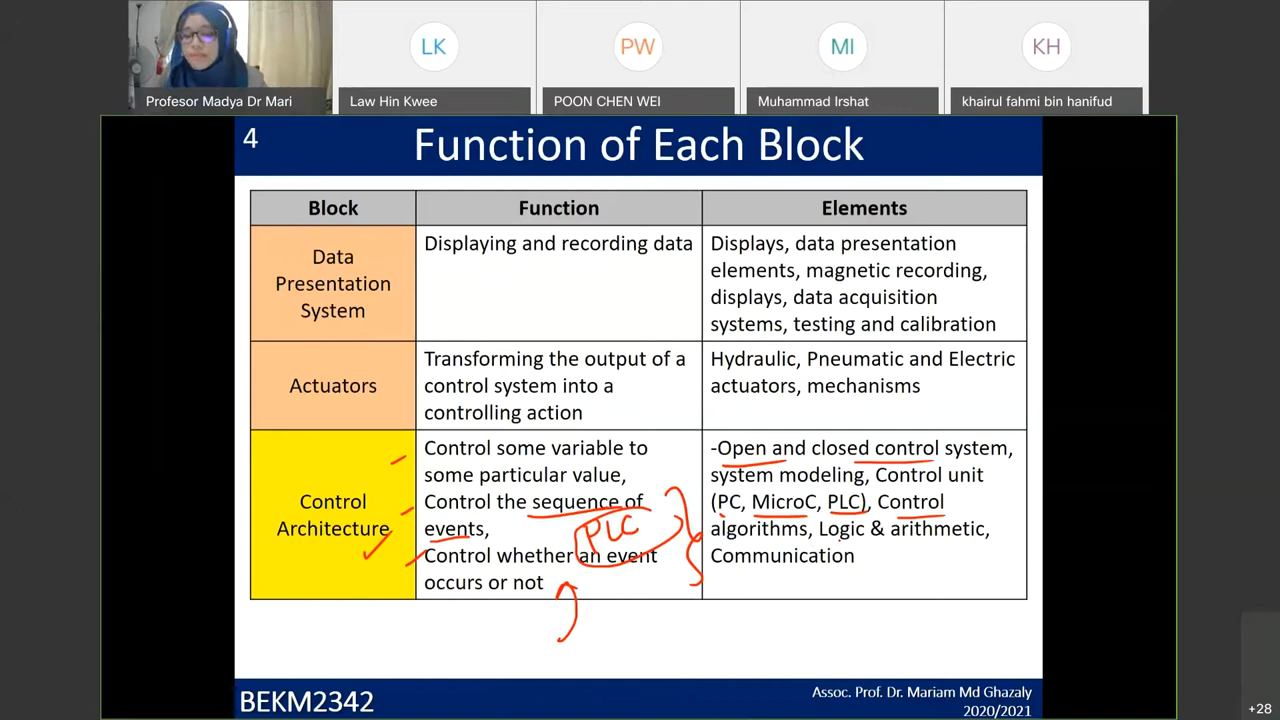 LK
PW
MI
KH
Profesor Madya Dr Mari
Law Hin Kwee
POON CHEN WEI
Muhammad Irshat
khairul fahmi bin hanifud
4
Function of Each Block
Block
Function
Elements
Data
Presentation
System
Displaying and recording data
Displays, data presentation
elements, magnetic recording,
displays, data acquisition
systems, testing and calibration
Actuators
Transforming the output of a
control system into a
controlling action
Hydraulic, Pneumatic and Electric
actuators, mechanisms
Control
Architecture
Control some variable to
some particular value,
Control the sequence of
events,
Control whether an event
occurs or not
PLC
-Open and closed control system,
system modeling, Control unit
(PC, MicroC, PLC), Control
algorithms, Logic & arithmetic,
Communication
BEKM2342
Assoc. Prof. Dr. Mariam Md Ghazaly
2020/2021
+28